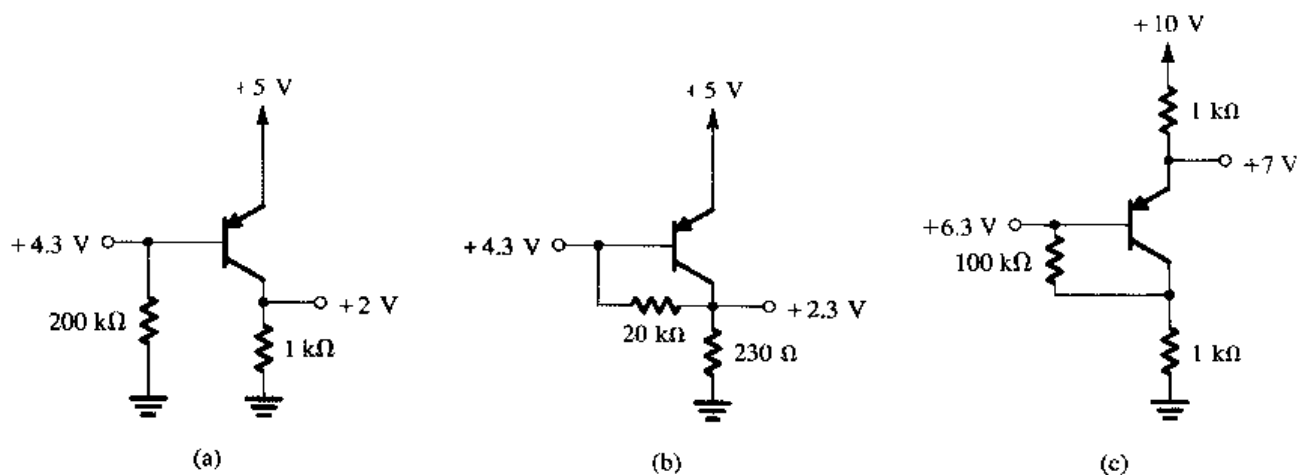 +5 V
+4.3 V
200 kΩ
+2 V
1 kΩ
(a)
+5 V
+4.3 V
20 kΩ
+2.3 V
230 Ω
(b)
+10 V
1 kΩ
+7 V
+6.3 V
100 kΩ
1 kΩ
(c)